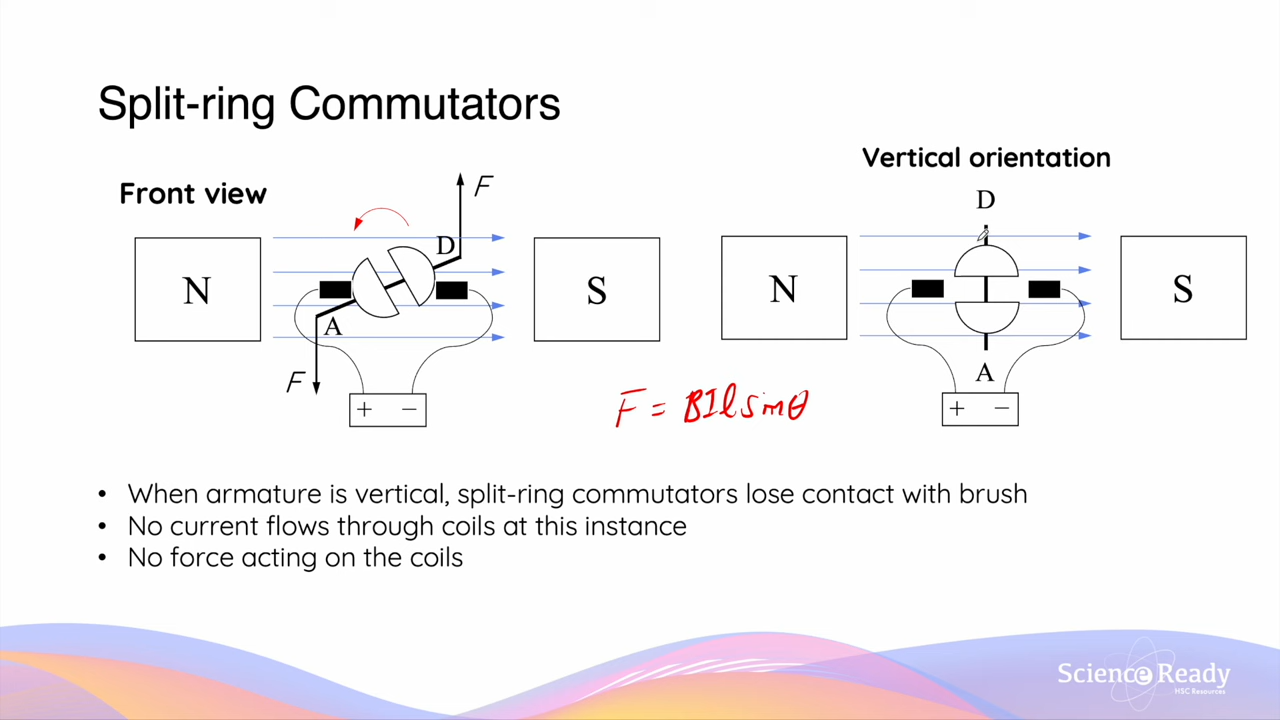 Split-ring Commutators
Vertical orientation
Front view
F
D
D
N
S
N
S
A
F
A
+ −
+ −
F = BIlsinθ
• When armature is vertical, split-ring commutators lose contact with brush
• No current flows through coils at this instance
• No force acting on the coils
Science Ready
HSC Resources